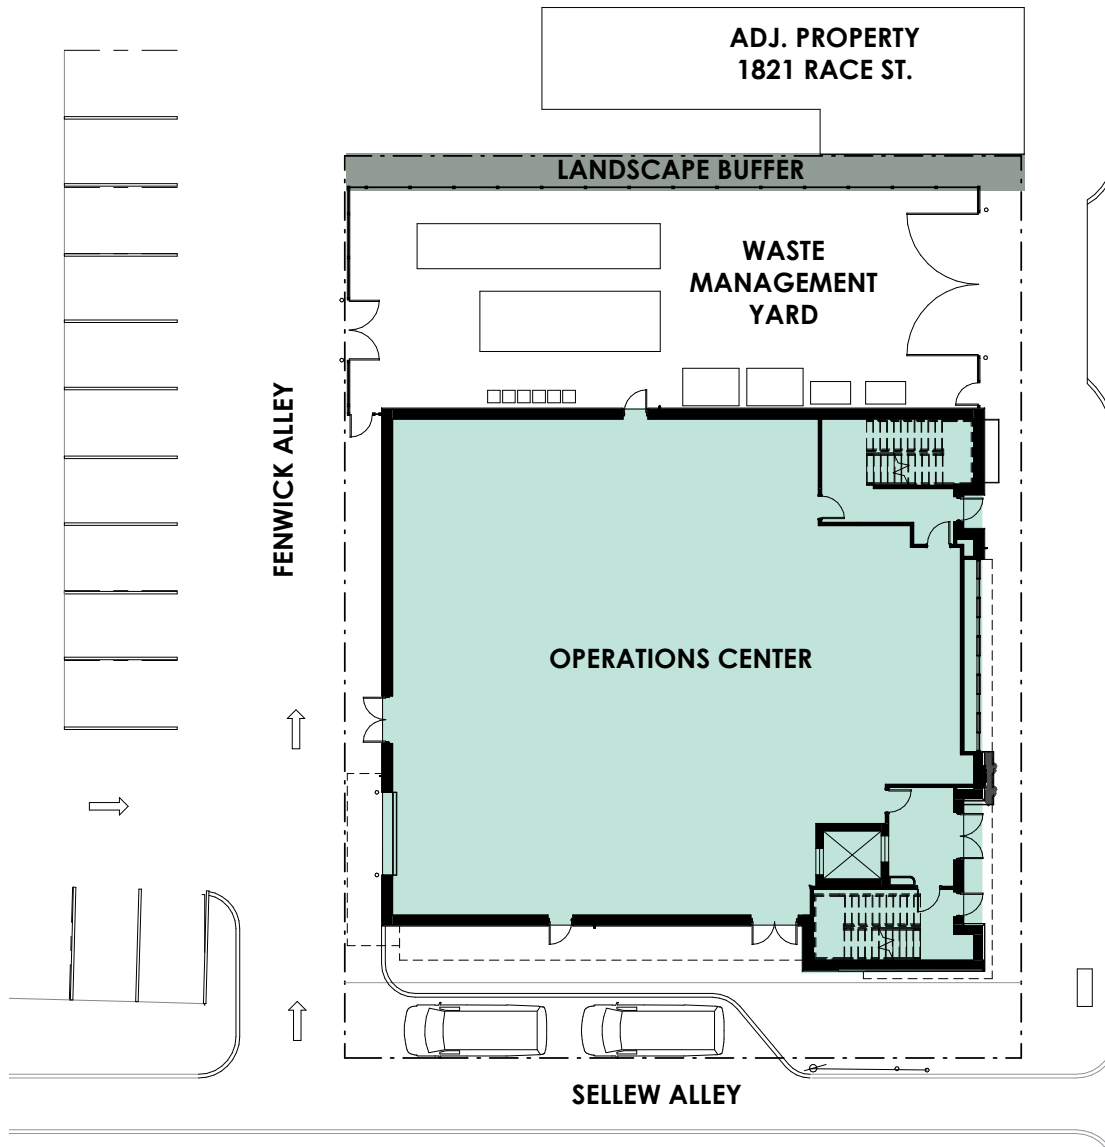 ADJ. PROPERTY
1821 RACE ST.
LANDSCAPE BUFFER
WASTE
MANAGEMENT
YARD
FENWICK ALLEY
OPERATIONS CENTER
SELLEW ALLEY